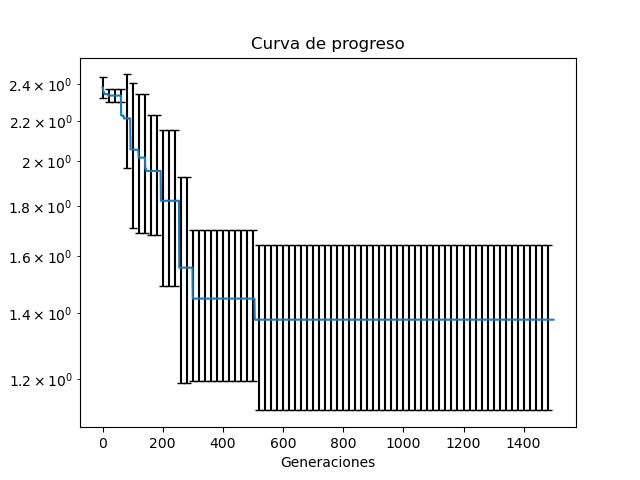 Curva de progreso
2.4 × 10⁰
2.2 × 10⁰
2 × 10⁰
1.8 × 10⁰
1.6 × 10⁰
1.4 × 10⁰
1.2 × 10⁰
0 200 400 600 800 1000 1200 1400
Generaciones